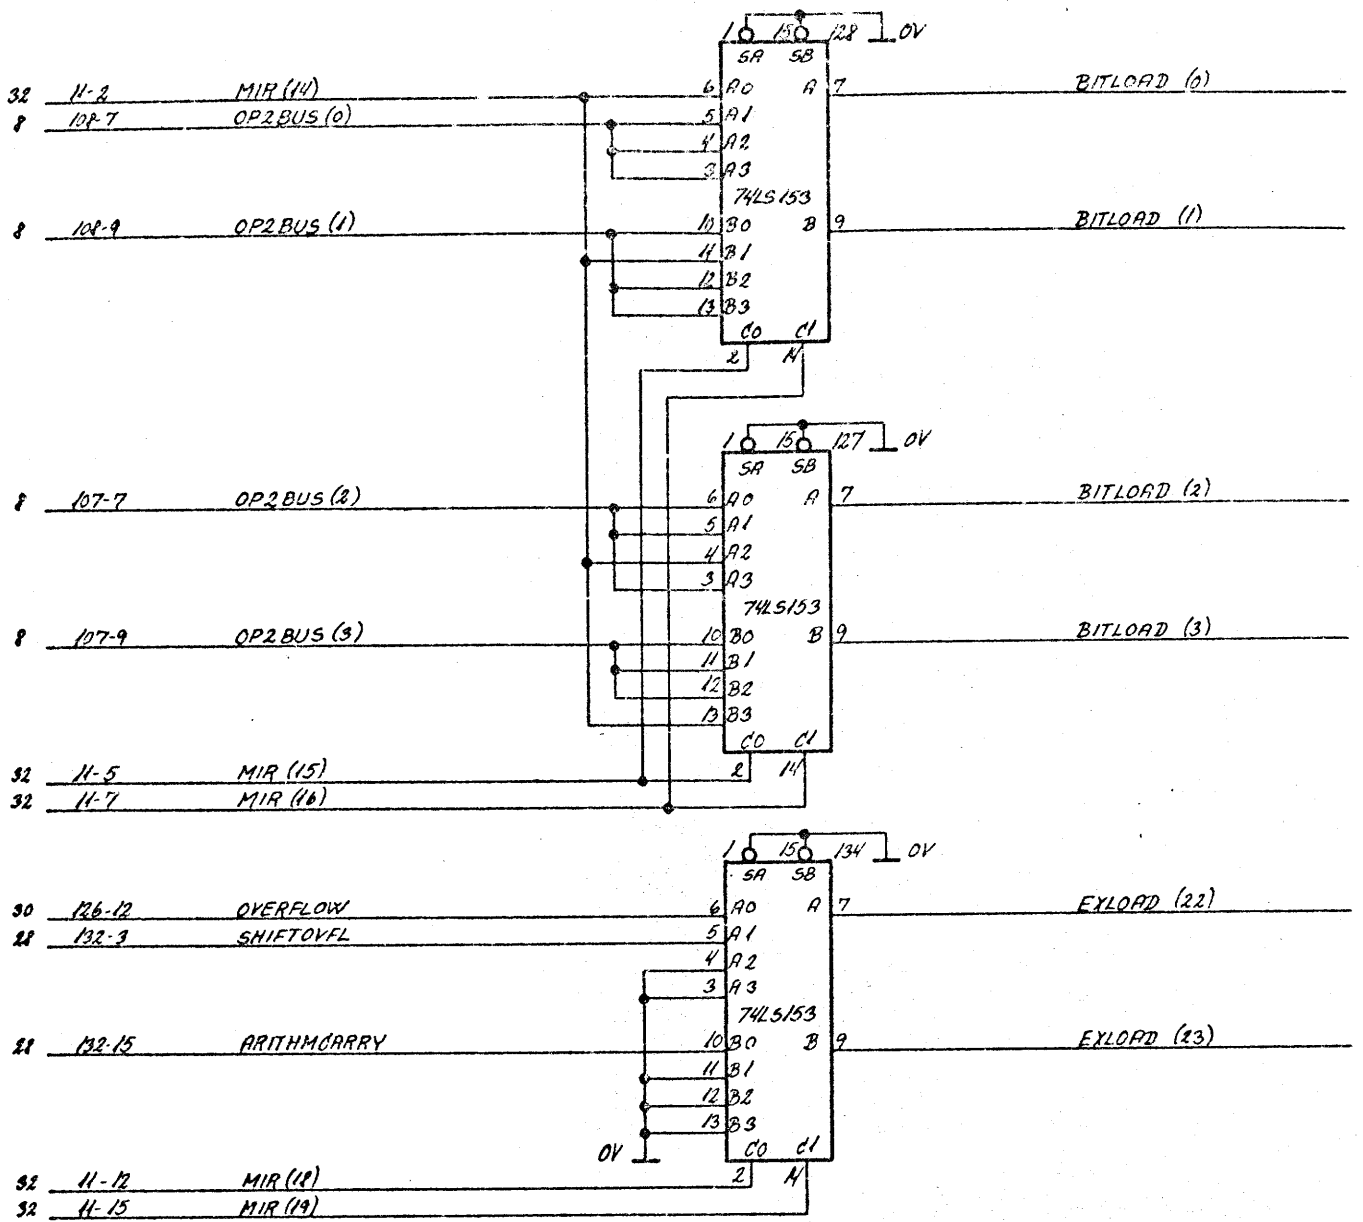 1 15 128 0V
SA SB
32 11-2 MIR(14) 6 A0 A 7 BITLOAD (0)
8 108-7 OP2BUS(0) 5 A1
4 A2
3 A3
74LS153
8 108-9 OP2BUS(1) 10 B0 B 9 BITLOAD (1)
11 B1
12 B2
13 B3
C0 C1
2 14
1 15 127 0V
SA SB
8 107-7 OP2BUS(2) 6 A0 A 7 BITLOAD (2)
5 A1
4 A2
3 A3
74LS153
8 107-9 OP2BUS(3) 10 B0 B 9 BITLOAD (3)
11 B1
12 B2
13 B3
C0 C1
32 11-5 MIR(15) 2 14
32 11-7 MIR(16)
1 15 134 0V
SA SB
30 126-12 OVERFLOW 6 A0 A 7 EXLOAD (22)
28 132-3 SHIFTOVFL 5 A1
4 A2
3 A3
74LS153
28 132-15 ARITHMCARRY 10 B0 B 9 EXLOAD (23)
11 B1
12 B2
13 B3
0V C0 C1
32 11-12 MIR(18) 2 14
32 11-15 MIR(19)